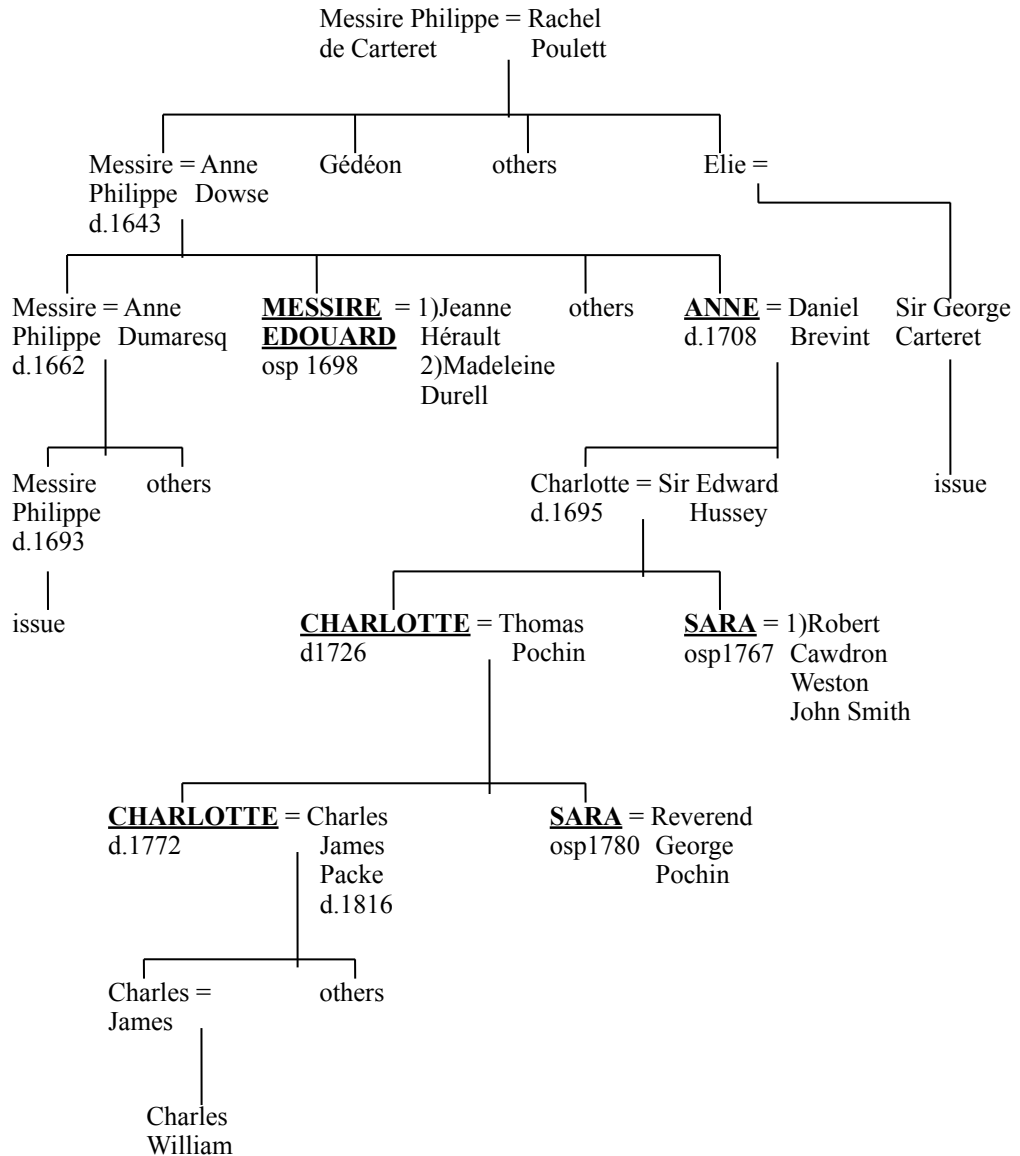 Messire Philippe = Rachel
de Carteret Poulett
Messire = Anne
Philippe Dowse
d.1643
Gédéon
others
Elie =
Messire = Anne
Philippe Dumaresq
d.1662
MESSIRE = 1)Jeanne
EDOUARD Hérault
osp 1698 2)Madeleine
Durell
others
ANNE = Daniel
d.1708 Brevint
Sir George
Carteret
Messire
Philippe
d.1693
others
Charlotte = Sir Edward
d.1695 Hussey
issue
issue
CHARLOTTE = Thomas
d1726 Pochin
SARA = 1)Robert
osp1767 Cawdron
Weston
John Smith
CHARLOTTE = Charles
d.1772 James
Packe
d.1816
SARA = Reverend
osp1780 George
Pochin
Charles =
James
others
Charles
William